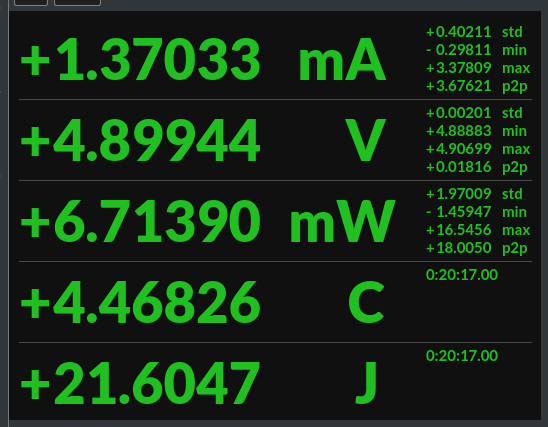 +1.37033 mA +0.40211 std
- 0.29811 min
+3.37809 max
+3.67621 p2p
+4.89944 V +0.00201 std
+4.88883 min
+4.90699 max
+0.01816 p2p
+6.71390 mW +1.97009 std
- 1.45947 min
+16.5456 max
+18.0050 p2p
+4.46826 C 0:20:17.00
+21.6047 J 0:20:17.00